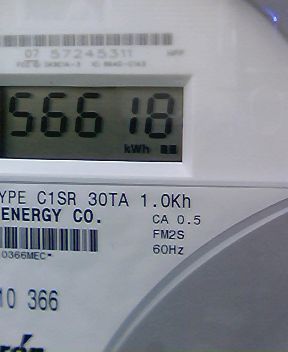 07 57245311
56618
kWh
YPE C1SR 30TA 1.0Kh
ENERGY CO.
CA 0.5
FM2S
60Hz
0366MEC
10 366